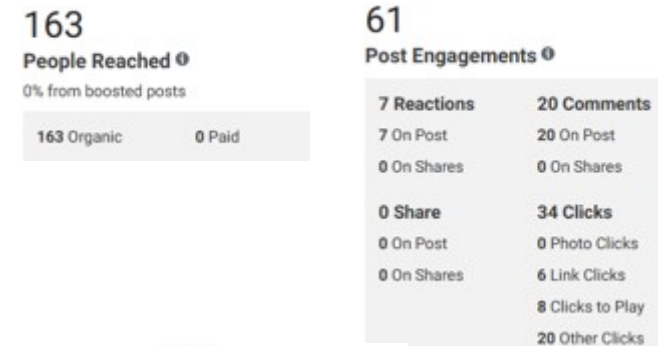 163
People Reached
0% from boosted posts
163 Organic 0 Paid
61
Post Engagements
7 Reactions 20 Comments
7 On Post 20 On Post
0 On Shares 0 On Shares
0 Share 34 Clicks
0 On Post 0 Photo Clicks
0 On Shares 6 Link Clicks
8 Clicks to Play
20 Other Clicks